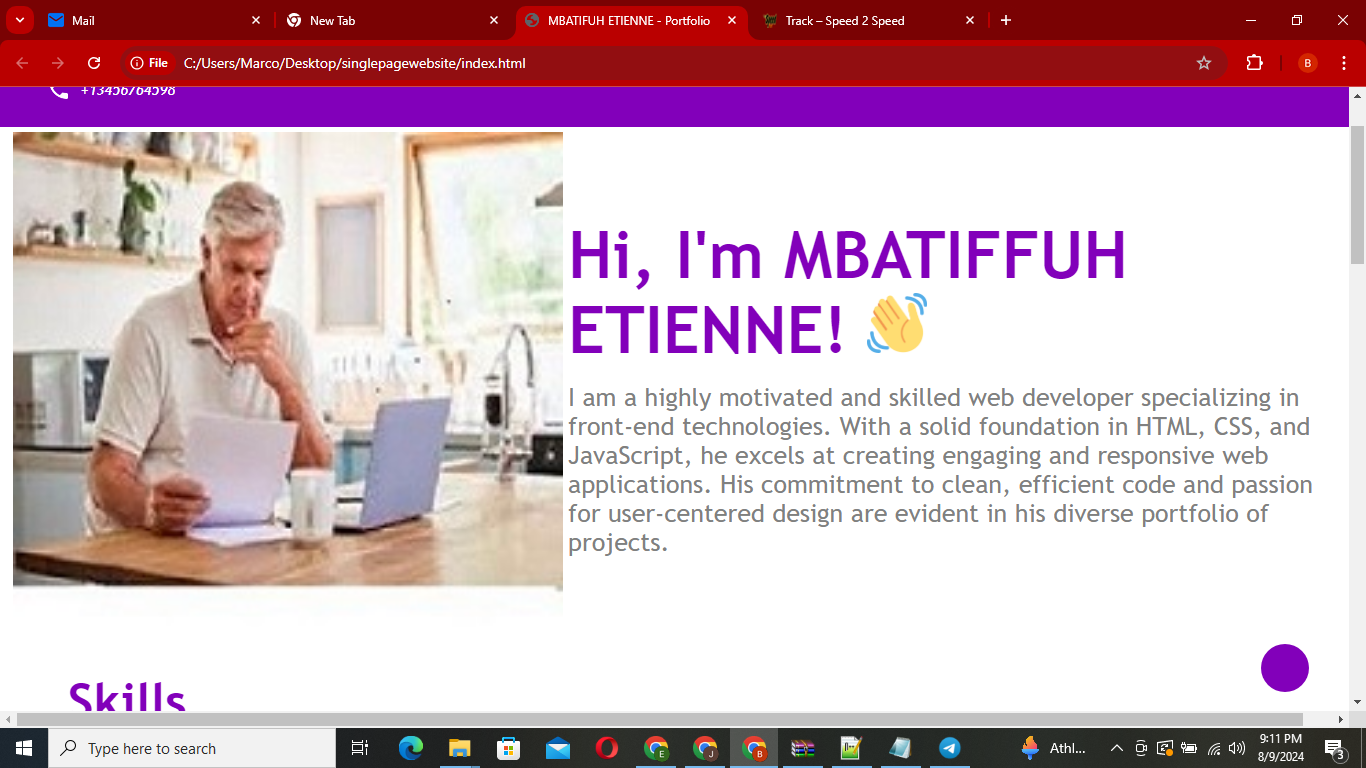 Mail
New Tab
MBATIFUH ETIENNE - Portfolio
Track – Speed 2 Speed
File
C:/Users/Marco/Desktop/singlepagewebsite/index.html
B
+13456764598
Hi, I'm MBATIFFUH
ETIENNE! 👋
I am a highly motivated and skilled web developer specializing in
front-end technologies. With a solid foundation in HTML, CSS, and
JavaScript, he excels at creating engaging and responsive web
applications. His commitment to clean, efficient code and passion
for user-centered design are evident in his diverse portfolio of
projects.
Skills
Type here to search
E
J
B
Athl...
9:11 PM
8/9/2024
3